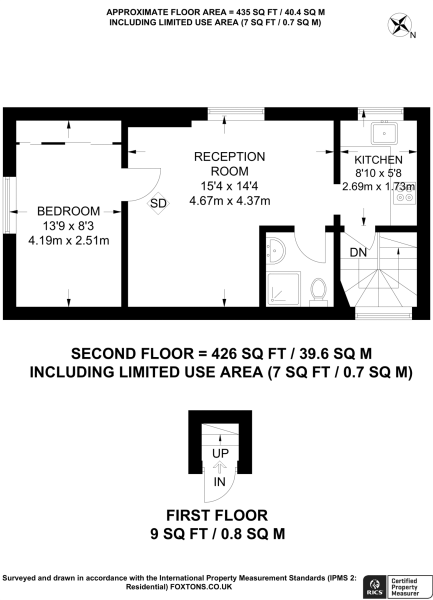 APPROXIMATE FLOOR AREA = 435 SQ FT / 40.4 SQ M
INCLUDING LIMITED USE AREA (7 SQ FT / 0.7 SQ M)
N
RECEPTION
ROOM
15'4 x 14'4
4.67m x 4.37m
KITCHEN
8'10 x 5'8
2.69m x 1.73m
BEDROOM
13'9 x 8'3
4.19m x 2.51m
SD
DN
SECOND FLOOR = 426 SQ FT / 39.6 SQ M
INCLUDING LIMITED USE AREA (7 SQ FT / 0.7 SQ M)
UP
IN
FIRST FLOOR
9 SQ FT / 0.8 SQ M
Surveyed and drawn in accordance with the International Property Measurement Standards (IPMS 2:
Residential) FOXTONS.CO.UK
RICS
Certified
Property
Measurer